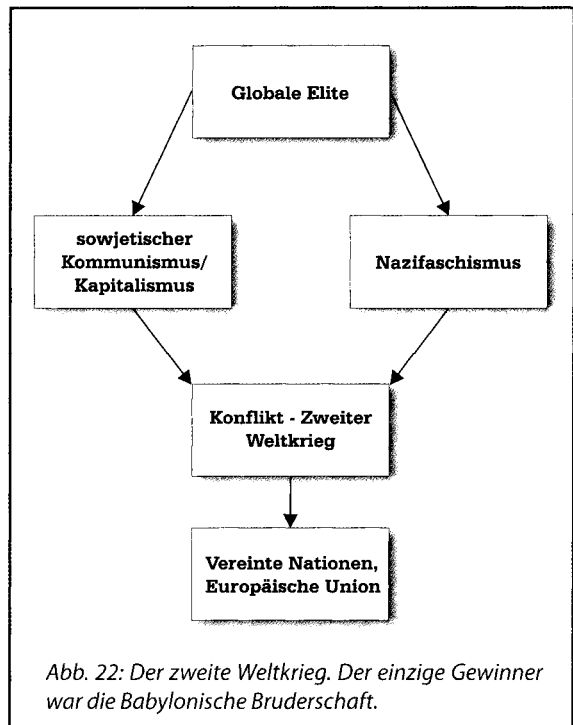 Globale Elite
sowjetischer
Kommunismus/
Kapitalismus
Nazifaschismus
Konflikt - Zweiter
Weltkrieg
Vereinte Nationen,
Europäische Union
Abb. 22: Der zweite Weltkrieg. Der einzige Gewinner
war die Babylonische Bruderschaft.